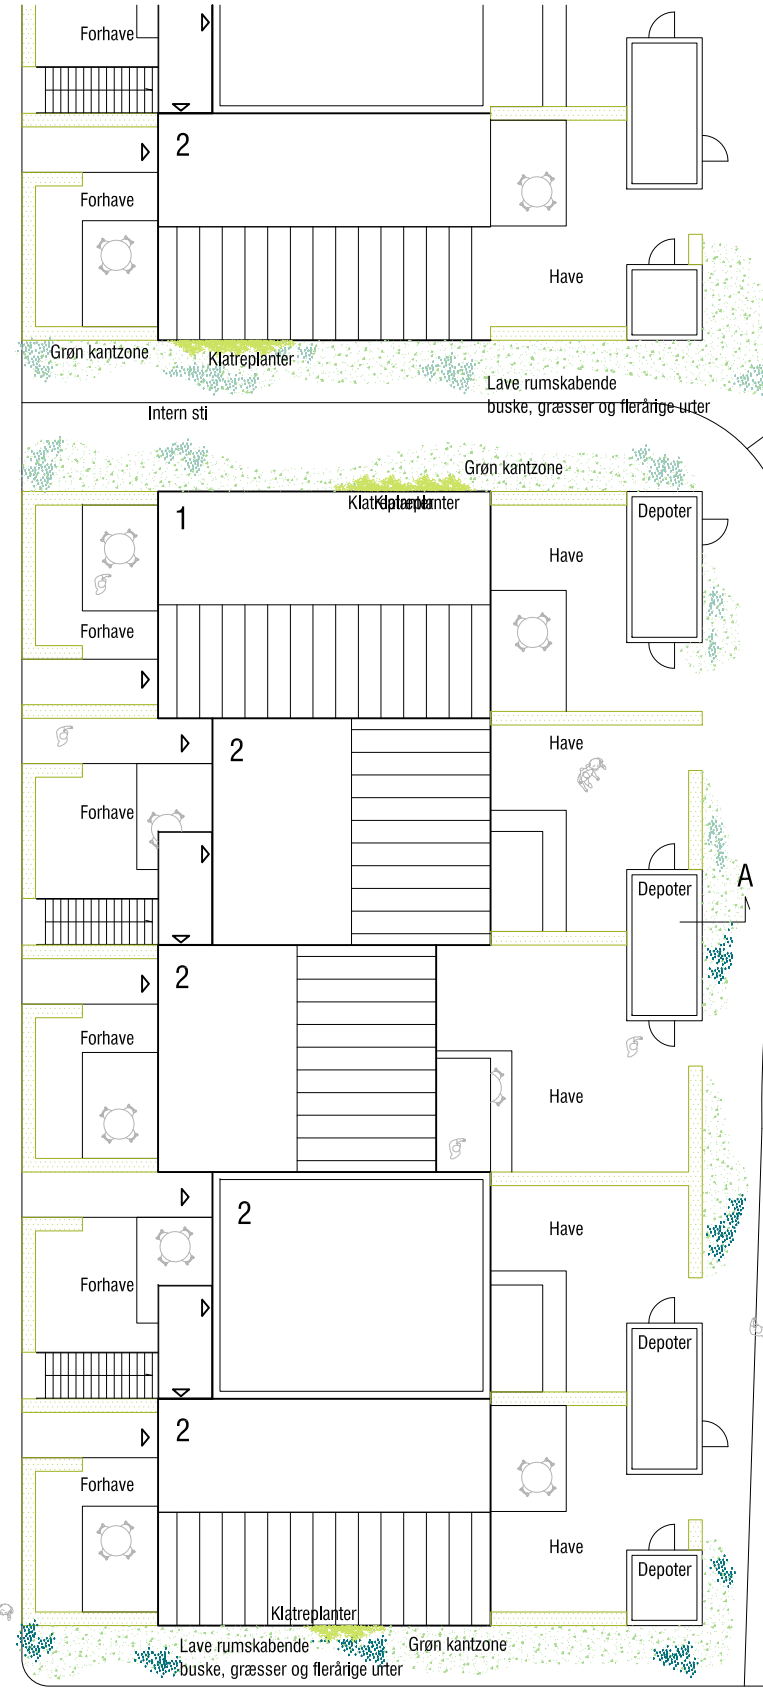 Forhave
2
Forhave
Have
Grøn kantzone
Klatreplanter
Lave rumskabende
buske, græsser og flerårige urter
Intern sti
Grøn kantzone
Klatreplanter
Klatreplanter
1
Depoter
Have
Forhave
2
Have
Forhave
Depoter
A
2
Forhave
Have
2
Have
Forhave
Depoter
2
Forhave
Have
Depoter
Klatreplanter
Lave rumskabende
buske, græsser og flerårige urter
Grøn kantzone